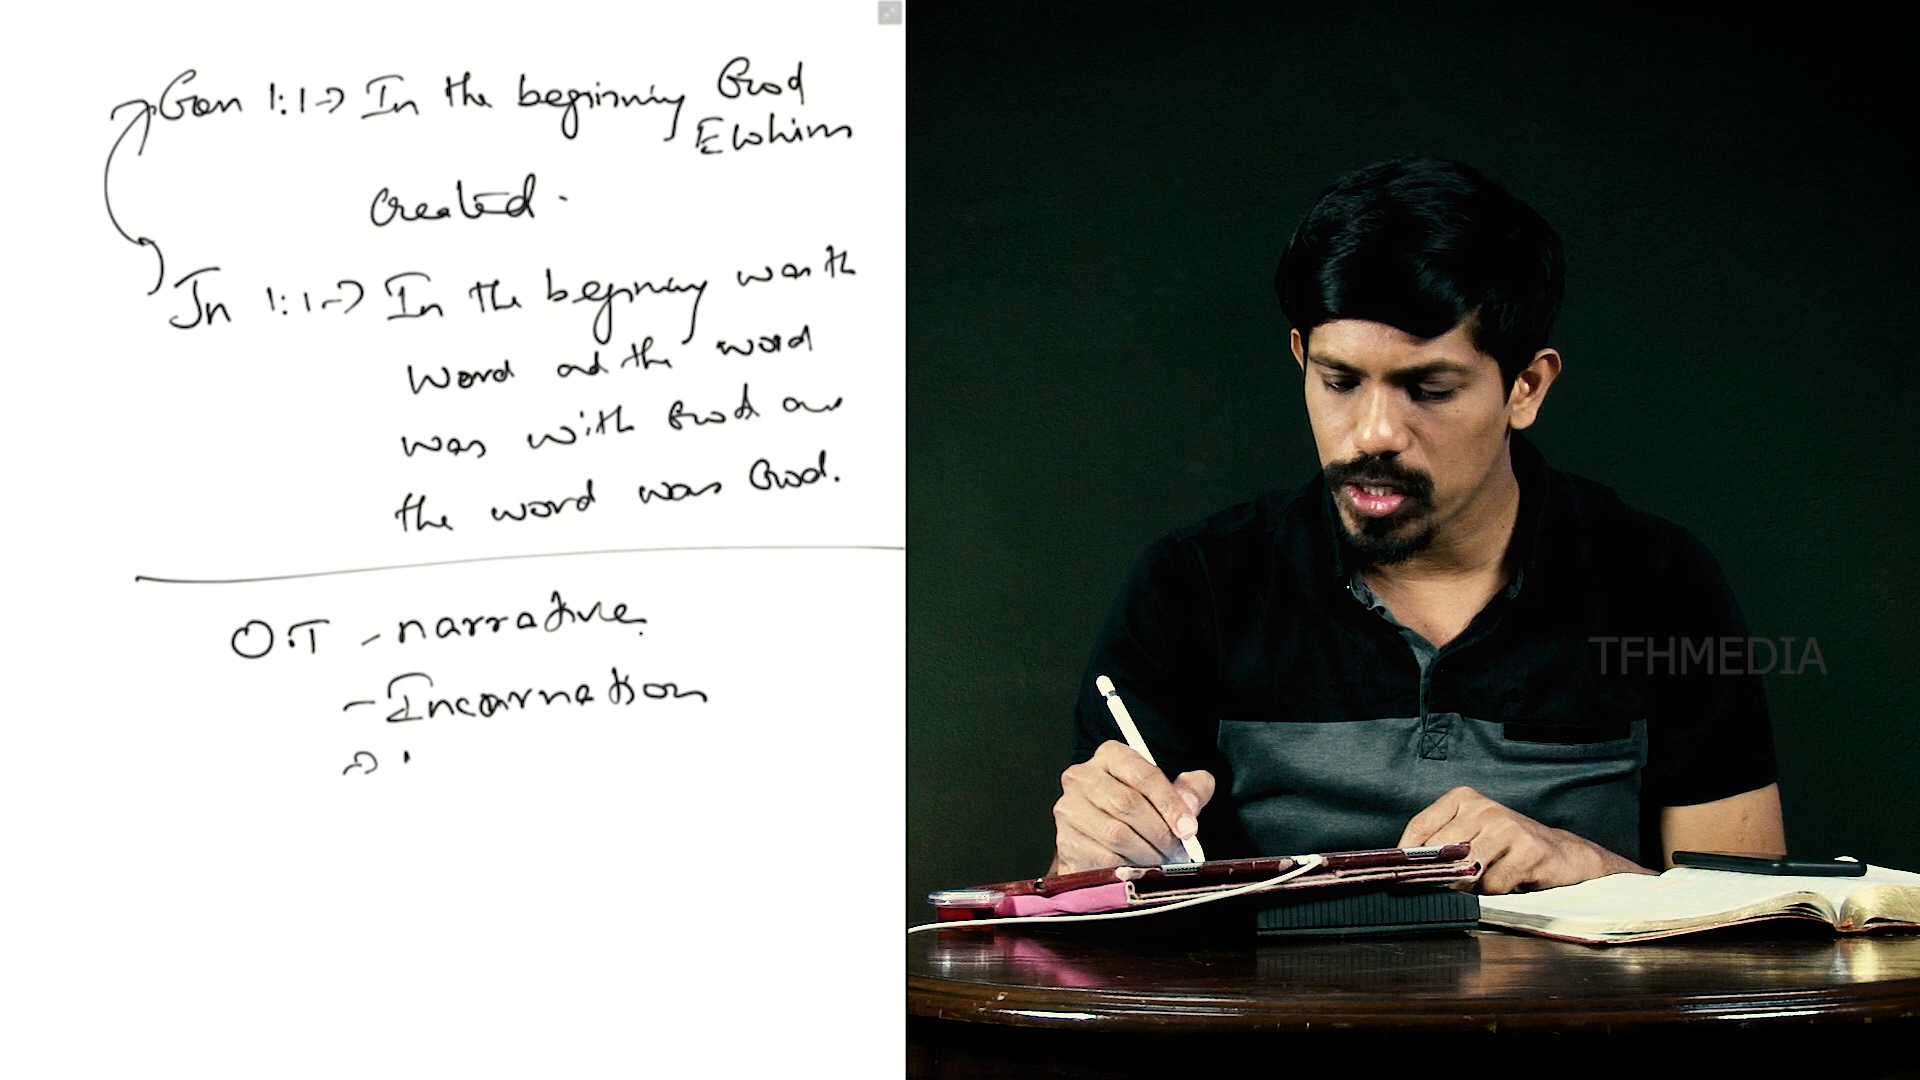 Gen 1:1 → In the beginning God
Elohim
Created.
Jn 1:1 → In the beginning was th
Word and the word
was with God and
the word was God.
O.T - narrative.
- Incarnation
TFHMEDIA